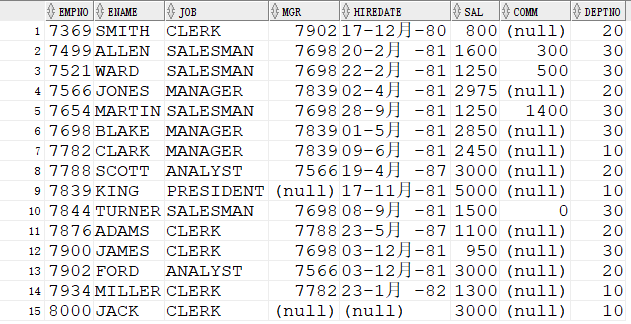 EMPNO ENAME JOB MGR HIREDATE SAL COMM DEPTNO
1 7369 SMITH CLERK 7902 17-12月-80 800 (null) 20
2 7499 ALLEN SALESMAN 7698 20-2月 -81 1600 300 30
3 7521 WARD SALESMAN 7698 22-2月 -81 1250 500 30
4 7566 JONES MANAGER 7839 02-4月 -81 2975 (null) 20
5 7654 MARTIN SALESMAN 7698 28-9月 -81 1250 1400 30
6 7698 BLAKE MANAGER 7839 01-5月 -81 2850 (null) 30
7 7782 CLARK MANAGER 7839 09-6月 -81 2450 (null) 10
8 7788 SCOTT ANALYST 7566 19-4月 -87 3000 (null) 20
9 7839 KING PRESIDENT (null) 17-11月-81 5000 (null) 10
10 7844 TURNER SALESMAN 7698 08-9月 -81 1500 0 30
11 7876 ADAMS CLERK 7788 23-5月 -87 1100 (null) 20
12 7900 JAMES CLERK 7698 03-12月-81 950 (null) 30
13 7902 FORD ANALYST 7566 03-12月-81 3000 (null) 20
14 7934 MILLER CLERK 7782 23-1月 -82 1300 (null) 10
15 8000 JACK CLERK (null) (null) 3000 (null) 10